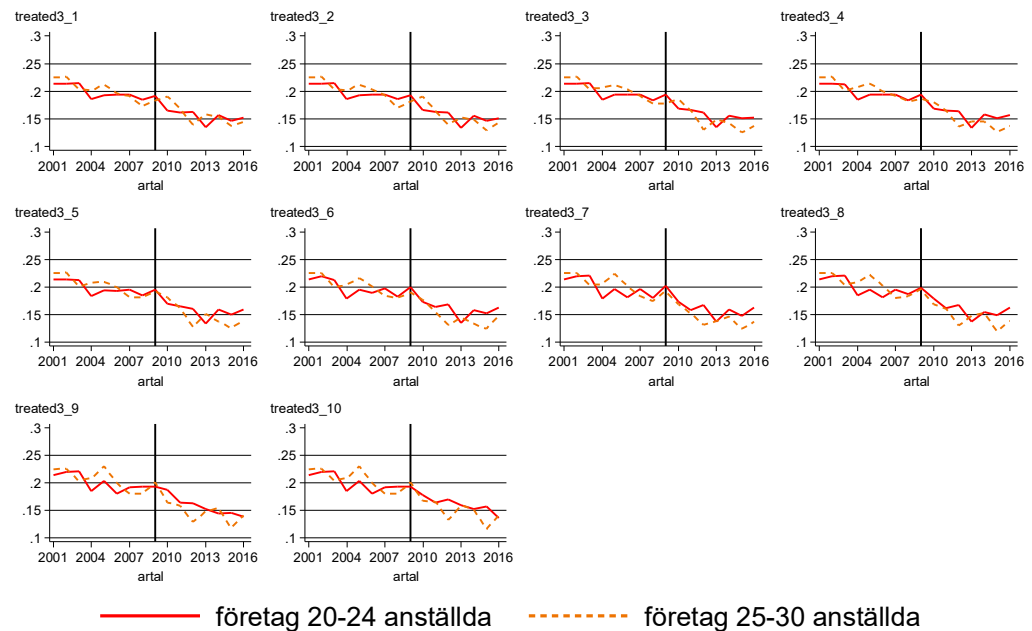 treated3_1 treated3_2 treated3_3 treated3_4
.3 .3 .3 .3
.25 .25 .25 .25
.2 .2 .2 .2
.15 .15 .15 .15
.1 .1 .1 .1
2001 2004 2007 2010 2013 2016 2001 2004 2007 2010 2013 2016 2001 2004 2007 2010 2013 2016 2001 2004 2007 2010 2013 2016
artal artal artal artal
treated3_5 treated3_6 treated3_7 treated3_8
.3 .3 .3 .3
.25 .25 .25 .25
.2 .2 .2 .2
.15 .15 .15 .15
.1 .1 .1 .1
2001 2004 2007 2010 2013 2016 2001 2004 2007 2010 2013 2016 2001 2004 2007 2010 2013 2016 2001 2004 2007 2010 2013 2016
artal artal artal artal
treated3_9 treated3_10
.3 .3
.25 .25
.2 .2
.15 .15
.1 .1
2001 2004 2007 2010 2013 2016 2001 2004 2007 2010 2013 2016
artal artal
företag 20-24 anställda företag 25-30 anställda